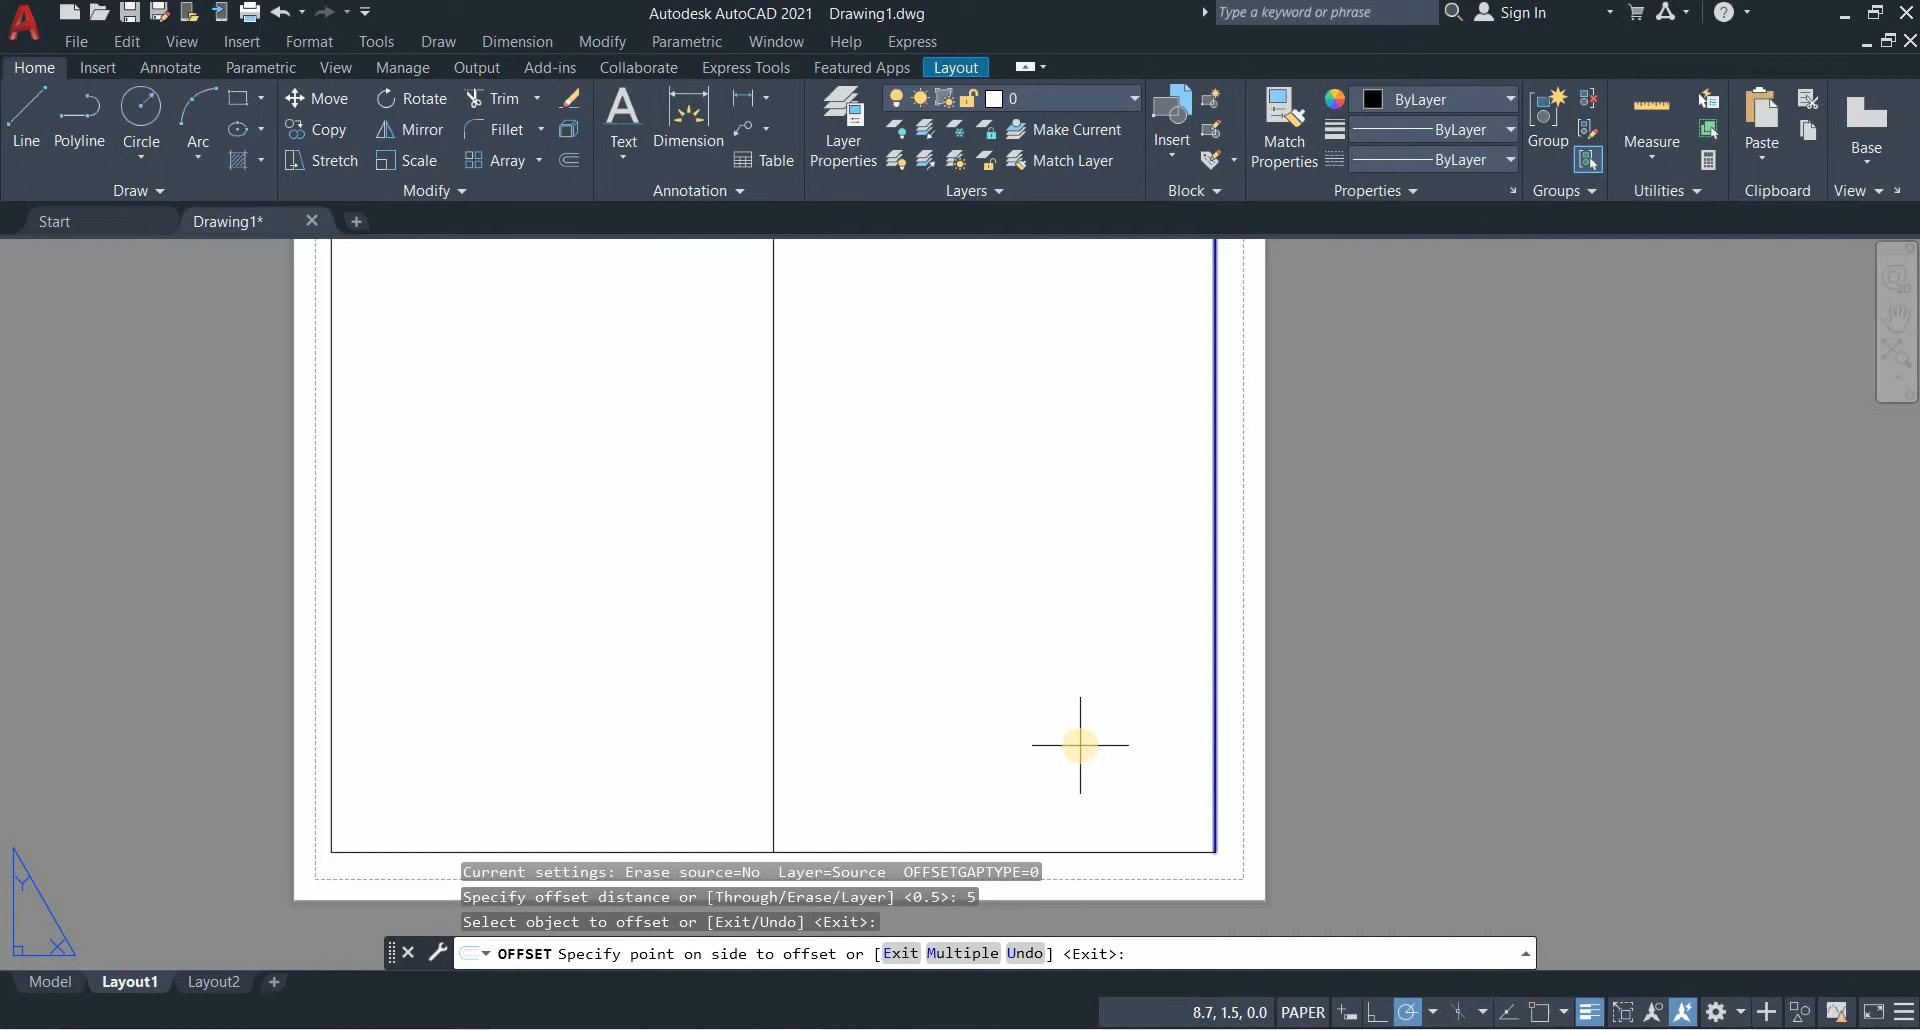 Autodesk AutoCAD 2021 Drawing1.dwg
Type a keyword or phrase
Sign In
File Edit View Insert Format Tools Draw Dimension Modify Parametric Window Help Express
Home Insert Annotate Parametric View Manage Output Add-ins Collaborate Express Tools Featured Apps Layout
Move Rotate Trim 0 ByLayer
Line Polyline Circle Arc Copy Mirror Fillet Text Dimension Layer Properties Make Current Insert Match Properties ByLayer Group Measure Paste Base
Stretch Scale Array Table Match Layer ByLayer
Draw Modify Annotation Layers Block Properties Groups Utilities Clipboard View
Start Drawing1*
2D
Y
X
Current settings: Erase source=No Layer=Source OFFSETGAPTYPE=0
Specify offset distance or [Through/Erase/Layer] <0.5>: 5
Select object to offset or [Exit/Undo] <Exit>:
OFFSET Specify point on side to offset or [Exit Multiple Undo] <Exit>:
Model Layout1 Layout2
8.7, 1.5, 0.0 PAPER